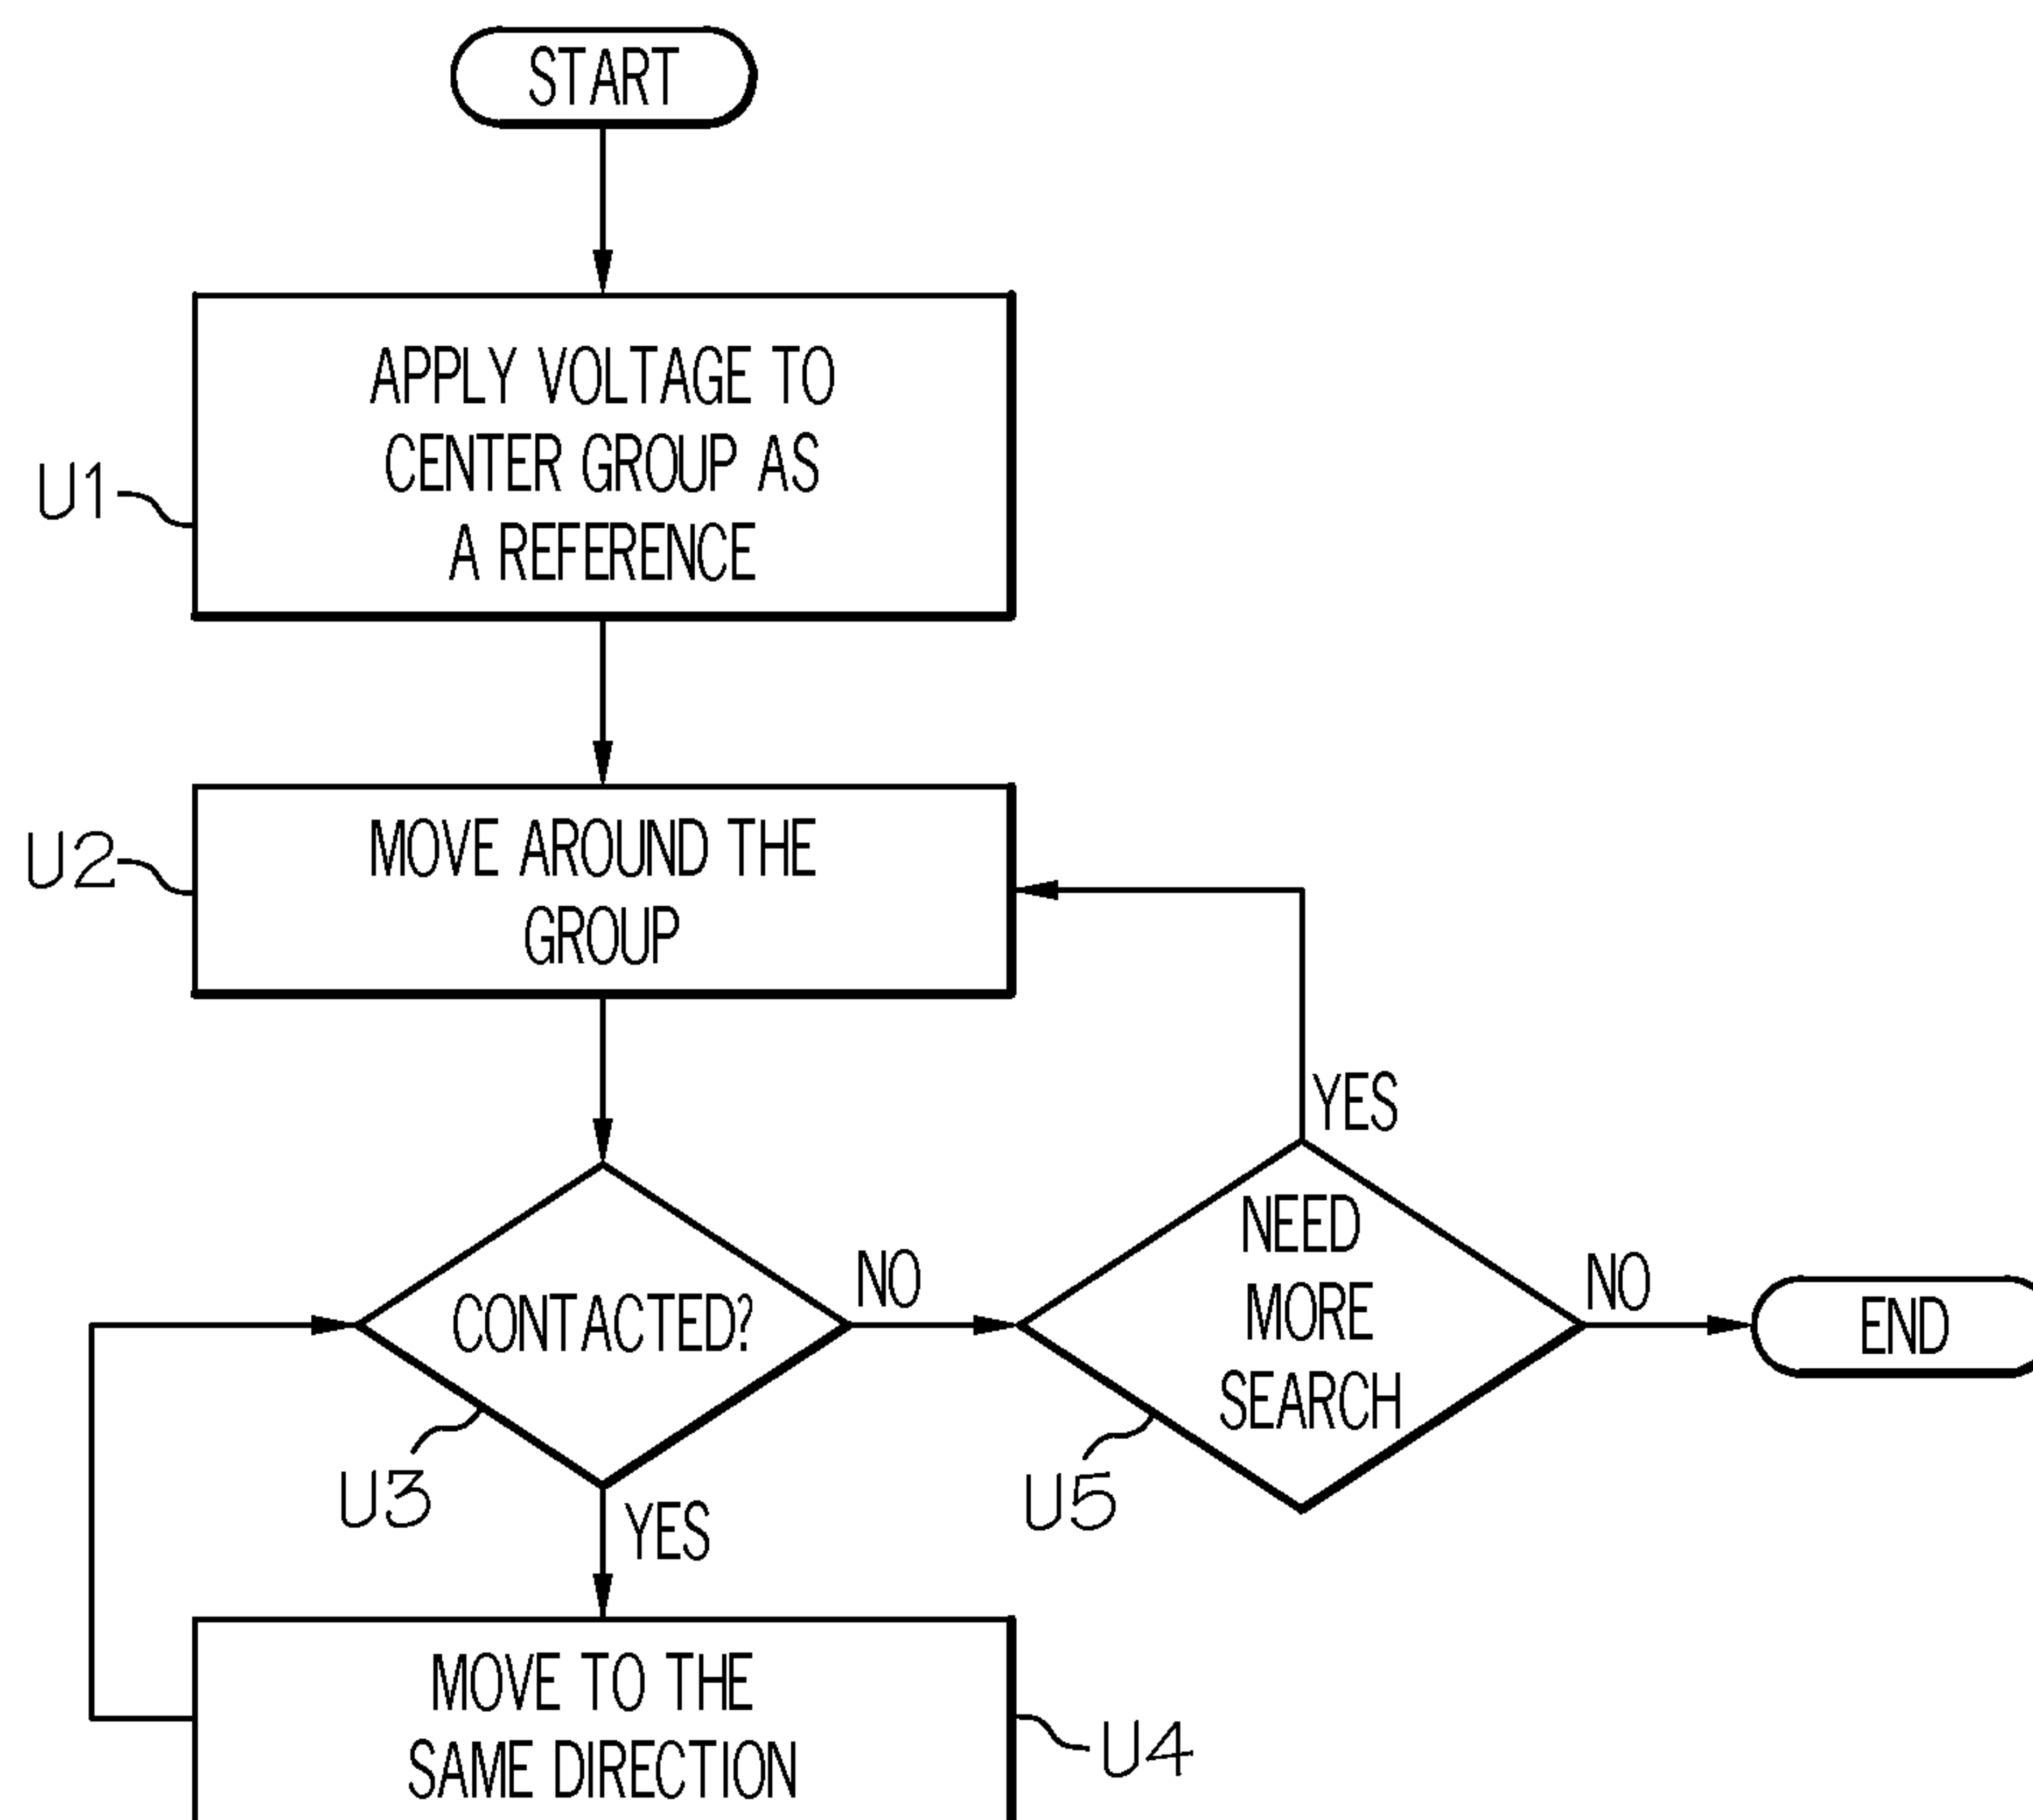 START
APPLY VOLTAGE TO
CENTER GROUP AS
A REFERENCE
U1
MOVE AROUND THE
GROUP
U2
CONTACTED?
U3
NO
YES
NEED
MORE
SEARCH
U5
YES
NO
END
MOVE TO THE
SAME DIRECTION
U4